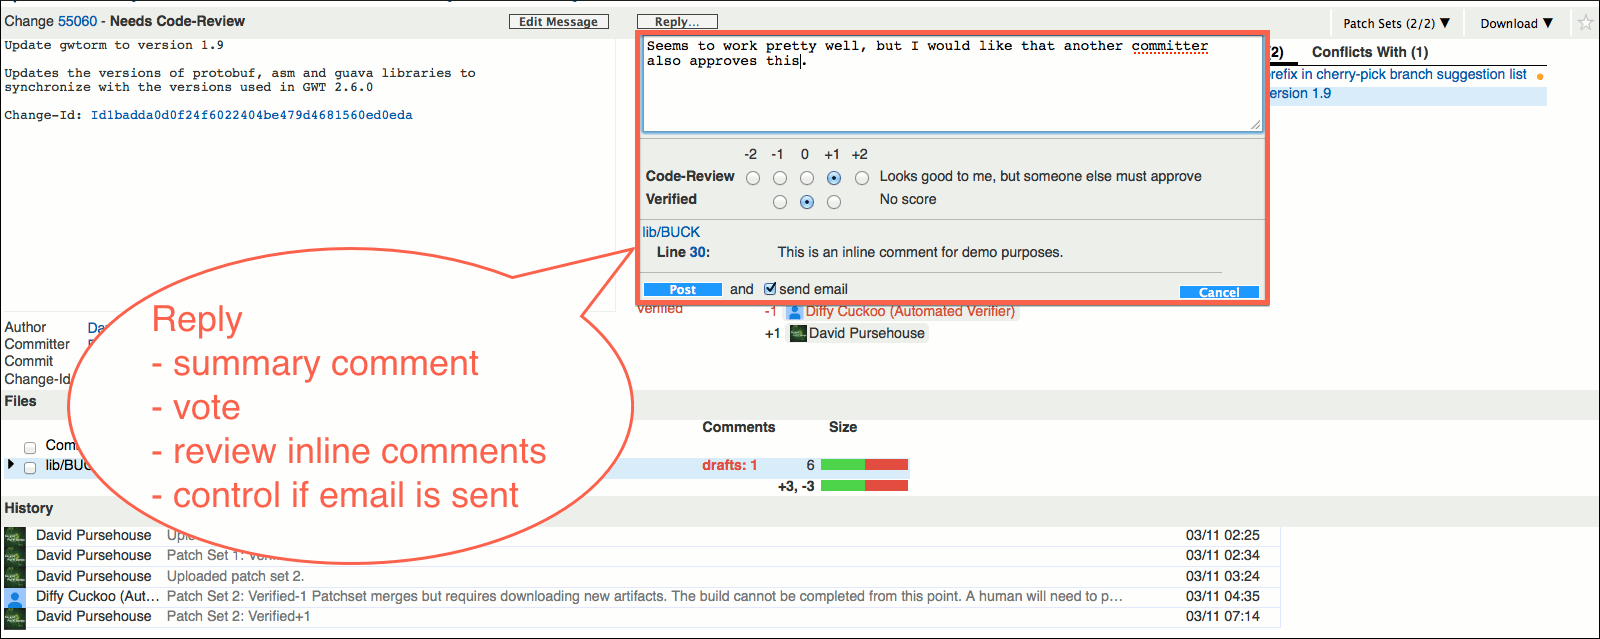 Change 55060 - Needs Code-Review
Edit Message
Reply...
Patch Sets (2/2) ▼
Download ▼
Update gwtorm to version 1.9
Updates the versions of protobuf, asm and guava libraries to
synchronize with the versions used in GWT 2.6.0
Change-Id: Id1badda0d0f24f6022404be479d4681560ed0eda
Seems to work pretty well, but I would like that another committer
also approves this.
2)
Conflicts With (1)
refix in cherry-pick branch suggestion list
ersion 1.9
-2 -1 0 +1 +2
Code-Review Looks good to me, but someone else must approve
Verified No score
lib/BUCK
Line 30: This is an inline comment for demo purposes.
Post and send email
Cancel
Verified -1 Diffy Cuckoo (Automated Verifier)
+1 David Pursehouse
Reply
- summary comment
- vote
- review inline comments
- control if email is sent
Author Da
Committer
Commit
Change-Id
Files
Comments Size
Com
lib/BUC drafts: 1 6
+3, -3
History
David Pursehouse Uplo 03/11 02:25
David Pursehouse Patch Set 1: 03/11 02:34
David Pursehouse Uploaded patch set 2. 03/11 03:24
Diffy Cuckoo (Aut... Patch Set 2: Verified-1 Patchset merges but requires downloading new artifacts. The build cannot be completed from this point. A human will need to p... 03/11 04:35
David Pursehouse Patch Set 2: Verified+1 03/11 07:14